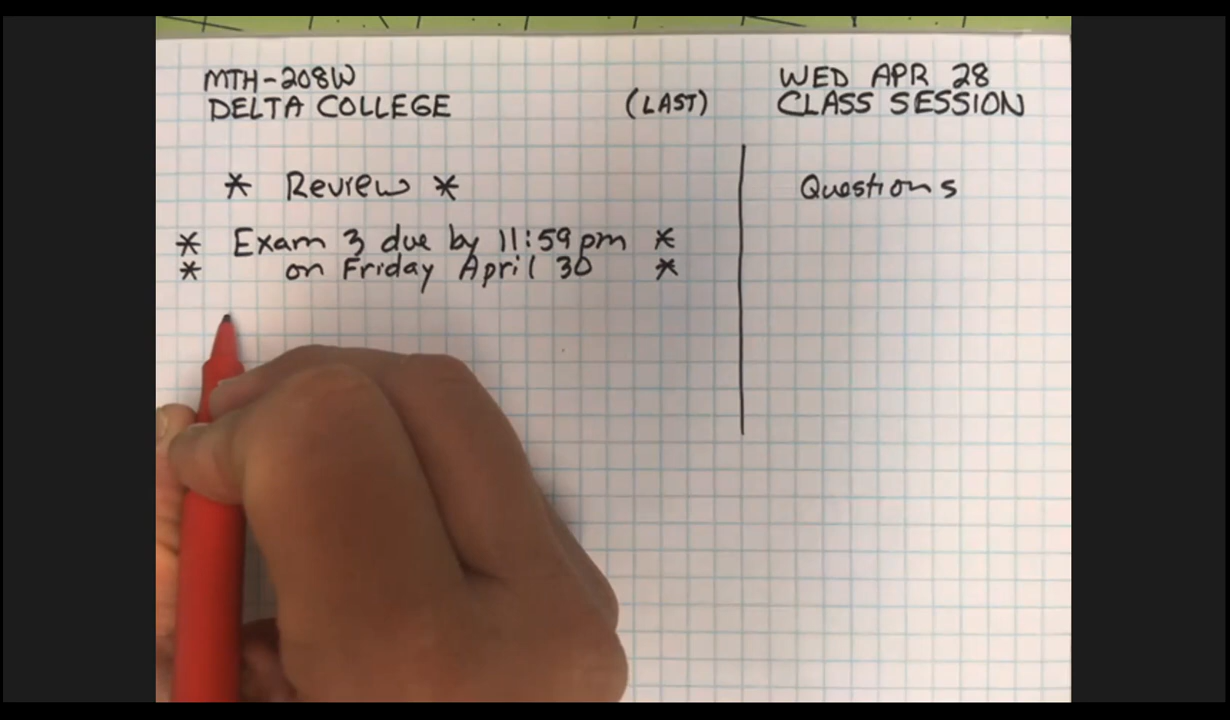 MTH-208W
DELTA COLLEGE
(LAST)
WED APR 28
CLASS SESSION
* Review *
* Exam 3 due by 11:59pm *
* on Friday April 30 *
Questions